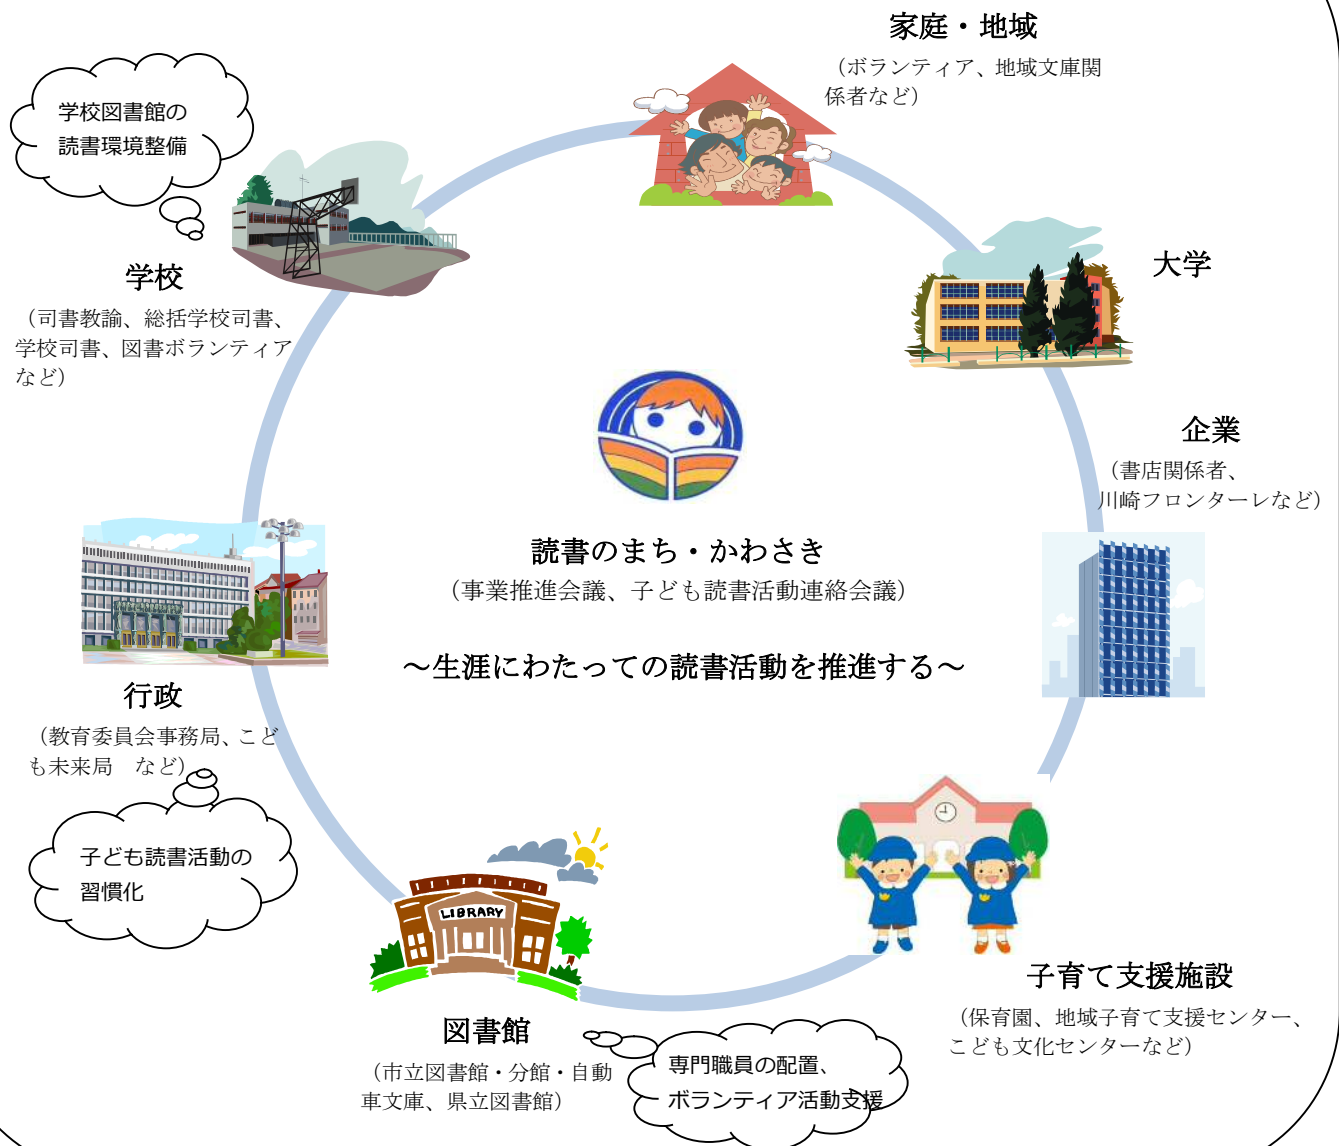 家庭・地域
（ボランティア、地域文庫関
係者など）
学校図書館の
読書環境整備
学校
（司書教諭、総括学校司書、
学校司書、図書ボランティア
など）
大学
企業
（書店関係者、
川崎フロンターレなど）
読書のまち・かわさき
（事業推進会議、子ども読書活動連絡会議）
～生涯にわたっての読書活動を推進する～
行政
（教育委員会事務局、こど
も未来局　など）
子ども読書活動の
習慣化
LIBRARY
図書館
（市立図書館・分館・自動
車文庫、県立図書館）
専門職員の配置、
ボランティア活動支援
子育て支援施設
（保育園、地域子育て支援センター、
こども文化センターなど）